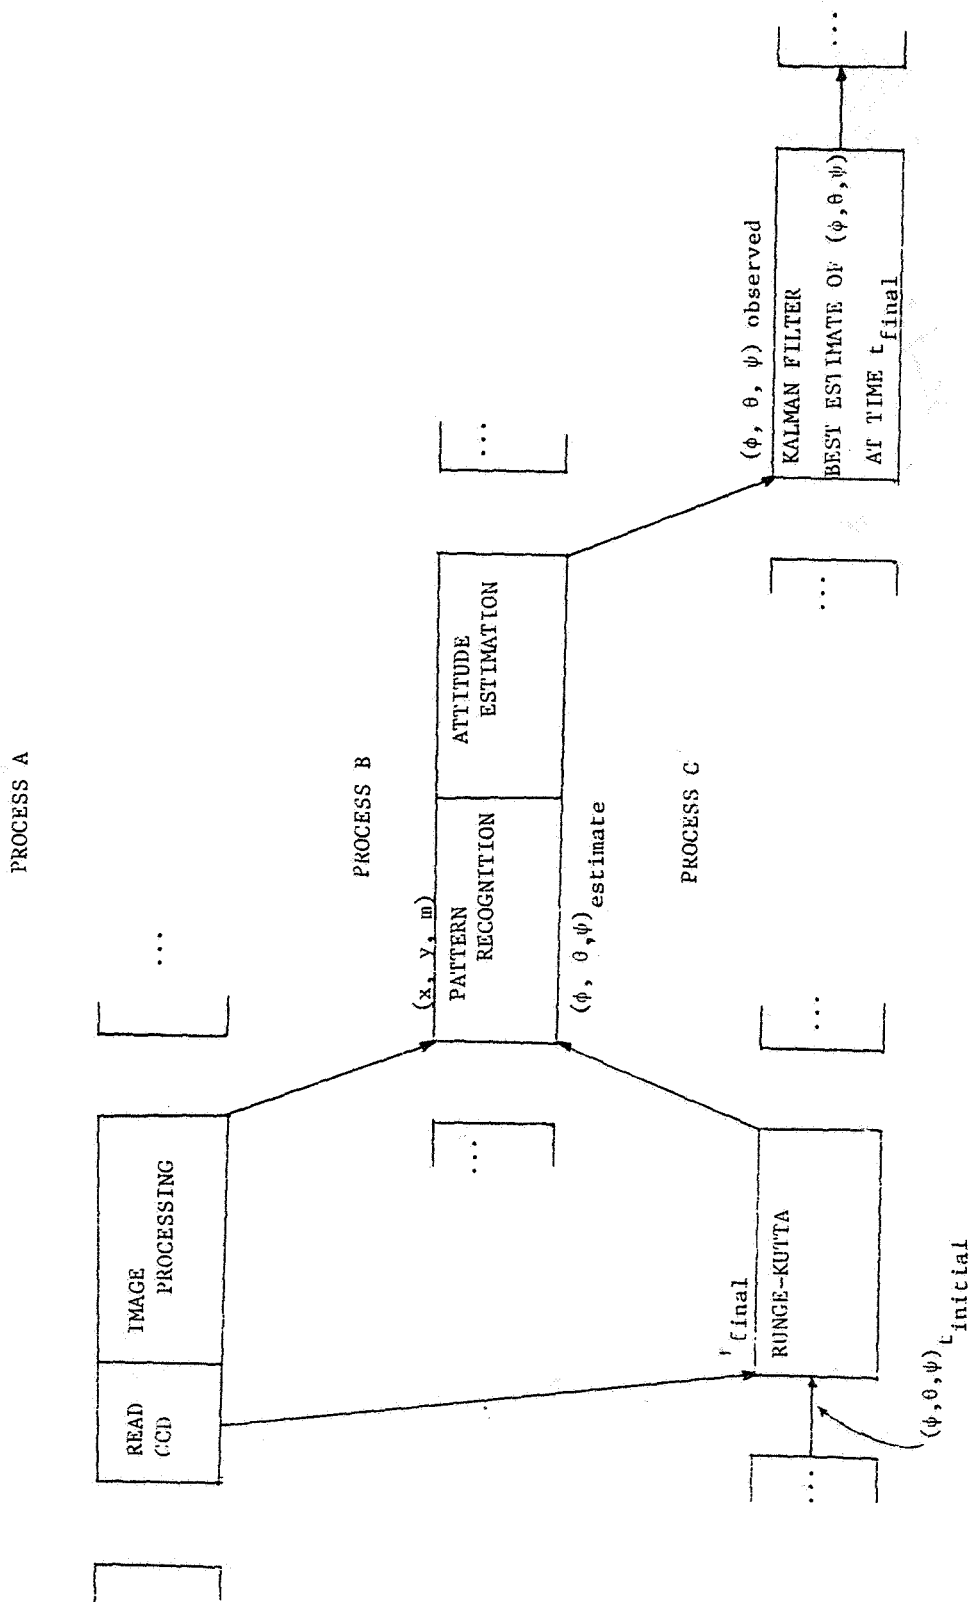 PROCESS A
READ
CCD
IMAGE
PROCESSING
...
PROCESS B
...
(x, y, m)
PATTERN
RECOGNITION
(φ, θ,ψ)estimate
ATTITUDE
ESTIMATION
...
PROCESS C
...
(φ,θ,ψ)t initial
final
RUNGE-KUTTA
...
...
(φ, θ, ψ) observed
KALMAN FILTER
BEST ESTIMATE OF (φ,θ,ψ)
AT TIME t final
...